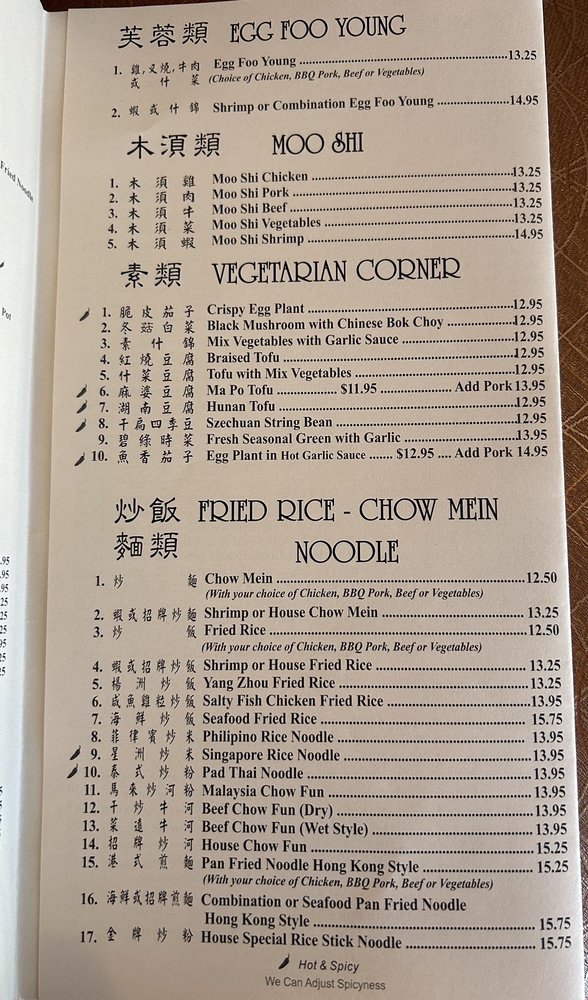 芙蓉類 EGG FOO YOUNG
1. 雞,叉燒,牛肉 Egg Foo Young 13.25
或什菜 (Choice of Chicken, BBQ Pork, Beef or Vegetables)
2. 蝦或什錦 Shrimp or Combination Egg Foo Young 14.95
木須類 MOO SHI
1. 木須雞 Moo Shi Chicken 13.25
2. 木須肉 Moo Shi Pork 13.25
3. 木須牛 Moo Shi Beef 13.25
4. 木須菜 Moo Shi Vegetables 13.25
5. 木須蝦 Moo Shi Shrimp 14.95
素類 VEGETARIAN CORNER
1. 脆皮茄子 Crispy Egg Plant 12.95
2. 冬菇白菜 Black Mushroom with Chinese Bok Choy 12.95
3. 素什錦 Mix Vegetables with Garlic Sauce 12.95
4. 紅燒豆腐 Braised Tofu 12.95
5. 什菜豆腐 Tofu with Mix Vegetables 12.95
6. 麻婆豆腐 Ma Po Tofu $11.95 Add Pork 13.95
7. 湖南豆腐 Hunan Tofu 12.95
8. 干扁四季豆 Szechuan String Bean 12.95
9. 碧綠時菜 Fresh Seasonal Green with Garlic 13.95
10. 魚香茄子 Egg Plant in Hot Garlic Sauce $12.95 Add Pork 14.95
炒飯 FRIED RICE - CHOW MEIN
麵類 NOODLE
1. 炒麵 Chow Mein 12.50
(With your choice of Chicken, BBQ Pork, Beef or Vegetables)
2. 蝦或招牌炒麵 Shrimp or House Chow Mein 13.25
3. 炒飯 Fried Rice 12.50
(With your choice of Chicken, BBQ Pork, Beef or Vegetables)
4. 蝦或招牌炒飯 Shrimp or House Fried Rice 13.25
5. 楊洲炒飯 Yang Zhou Fried Rice 13.25
6. 咸魚雞粒炒飯 Salty Fish Chicken Fried Rice 13.95
7. 海鮮炒飯 Seafood Fried Rice 15.75
8. 菲律賓炒米 Philipino Rice Noodle 13.95
9. 星洲炒米 Singapore Rice Noodle 13.95
10. 泰式炒粉 Pad Thai Noodle 13.95
11. 馬來炒河粉 Malaysia Chow Fun 13.95
12. 干炒牛河 Beef Chow Fun (Dry) 13.95
13. 菜遠牛河 Beef Chow Fun (Wet Style) 13.95
14. 招牌炒河 House Chow Fun 15.25
15. 港式煎麵 Pan Fried Noodle Hong Kong Style 15.25
(With your choice of Chicken, BBQ Pork, Beef or Vegetables)
16. 海鮮或招牌煎麵 Combination or Seafood Pan Fried Noodle
Hong Kong Style 15.75
17. 金牌炒粉 House Special Rice Stick Noodle 15.75
Hot & Spicy
We Can Adjust Spicyness
Fried Noodle
Pot
.95
.95
.95
.25
.25